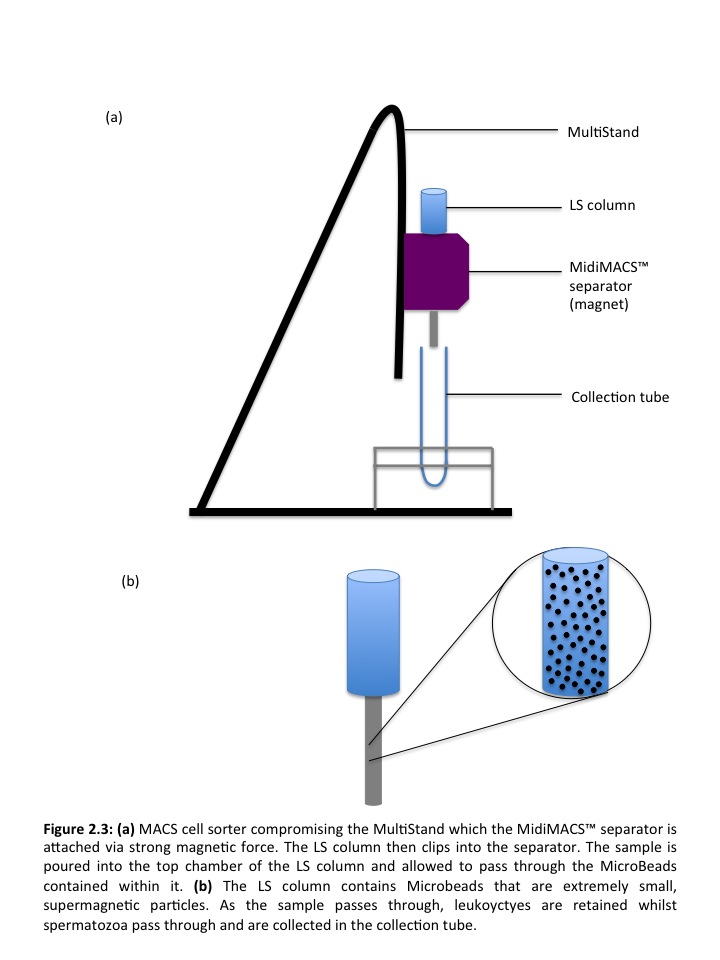 (a)
MultiStand
LS column
MidiMACS™
separator
(magnet)
Collection tube
(b)
Figure 2.3: (a) MACS cell sorter compromising the MultiStand which the MidiMACS™ separator is
attached via strong magnetic force. The LS column then clips into the separator. The sample is
poured into the top chamber of the LS column and allowed to pass through the MicroBeads
contained within it. (b) The LS column contains Microbeads that are extremely small,
supermagnetic particles. As the sample passes through, leukoyctyes are retained whilst
spermatozoa pass through and are collected in the collection tube.